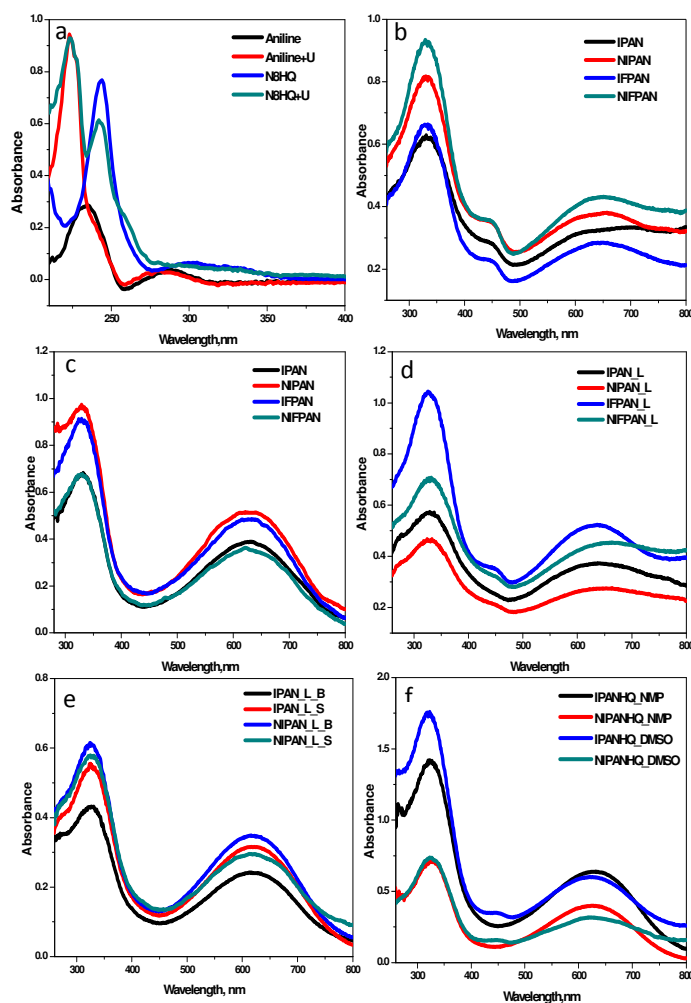 a
Aniline
Aniline+U
N8HQ
N8HQ+U
1.0
0.8
0.6
0.4
0.2
0.0
Absorbance
250
300
350
400
Wavelength,nm
b
IPAN
NIPAN
IFPAN
NIFPAN
1.0
0.8
0.6
0.4
0.2
Absorbance
300
400
500
600
700
800
Wavelength, nm
c
IPAN
NIPAN
IFPAN
NIFPAN
1.2
1.0
0.8
0.6
0.4
0.2
0.0
Absorbance
300
400
500
600
700
800
Wavelength,nm
d
IPAN_L
NIPAN_L
IFPAN_L
NIFPAN_L
1.2
1.0
0.8
0.6
0.4
0.2
Absorbance
300
400
500
600
700
800
Wavelength
e
IPAN_L_B
IPAN_L_S
NIPAN_L_B
NIPAN_L_S
0.8
0.6
0.4
0.2
0.0
Absorbance
300
400
500
600
700
800
Wavelength,nm
f
IPANHQ_NMP
NIPANHQ_NMP
IPANHQ_DMSO
NIPANHQ_DMSO
2.0
1.5
1.0
0.5
0.0
Absorbance
300
400
500
600
700
800
Wavelength, nm